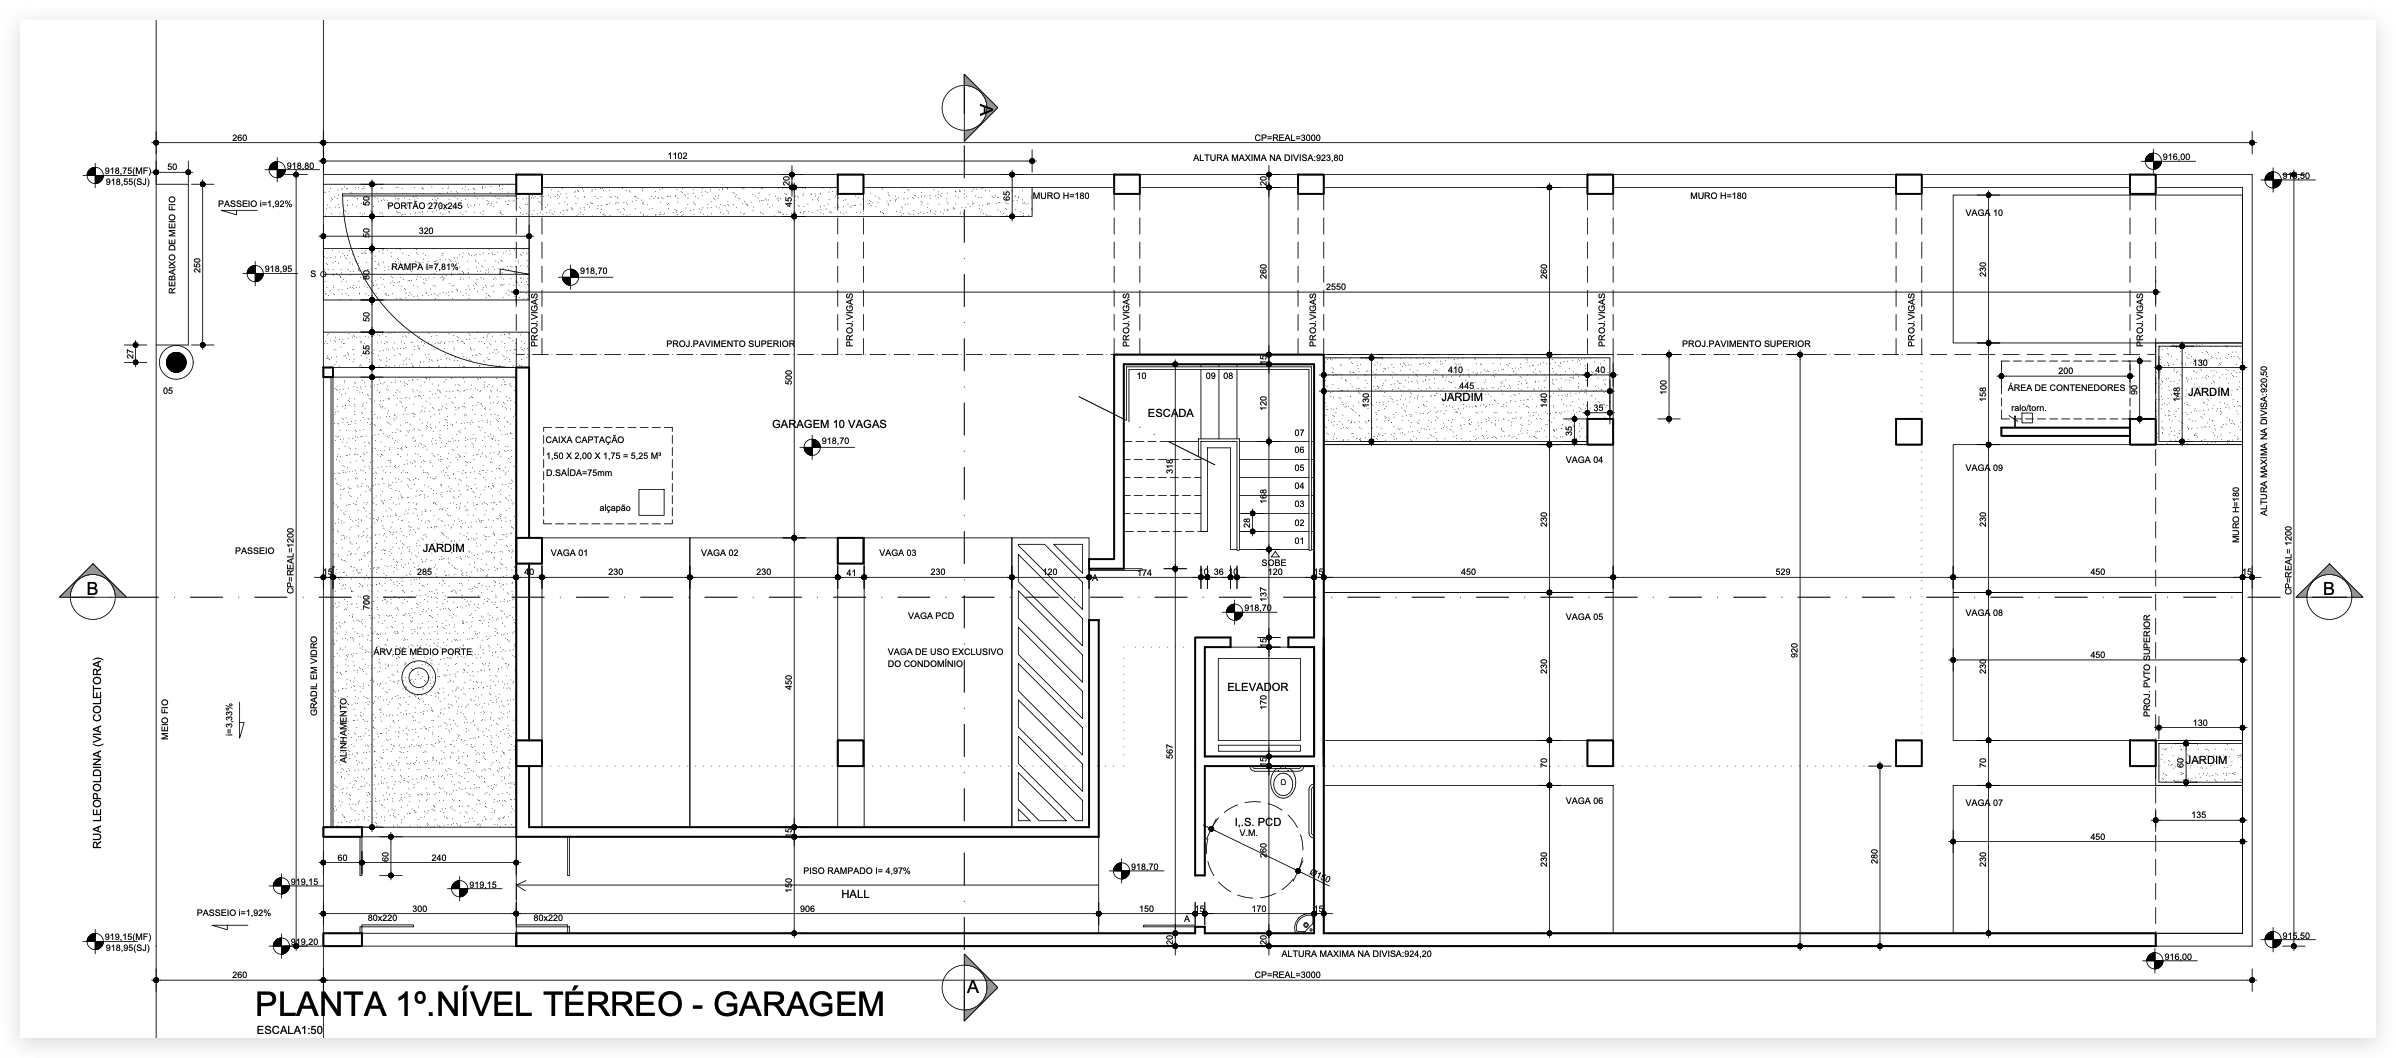 A
260
CP=REAL=3000
1102
ALTURA MAXIMA NA DIVISA:923,80
918,75(MF)
918,55(SJ)
50
918,80
916,00
PASSEIO i=1,92%
PORTÃO 270x245
50
20
45
65
MURO H=180
20
MURO H=180
VAGA 10
REBAIXO DE MEIO FIO
250
320
50
918,95
S
RAMPA I=7,81%
80
918,70
260
260
230
2550
50
PROJ.VIGAS
PROJ.VIGAS
PROJ.VIGAS
PROJ.VIGAS
PROJ.VIGAS
PROJ.VIGAS
PROJ.VIGAS
27
05
55
PROJ.PAVIMENTO SUPERIOR
PROJ.PAVIMENTO SUPERIOR
15
500
10
09
08
410
40
445
JARDIM
130
140
35
35
100
200
ÁREA DE CONTENEDORES
ralo/torn.
90
158
130
148
JARDIM
ALTURA MAXIMA NA DIVISA:920,50
ESCADA
120
GARAGEM 10 VAGAS
918,70
CAIXA CAPTAÇÃO
1,50 X 2,00 X 1,75 = 5,25 M³
D.SAÍDA=75mm
alçapão
07
06
05
04
03
02
01
318
168
28
SOBE
VAGA 04
VAGA 09
230
230
MURO H=180
PASSEIO
CP=REAL=1200
CP=REAL= 1200
JARDIM
VAGA 01
VAGA 02
VAGA 03
15
285
40
230
230
41
230
120
A
174
10
36
10
120
15
450
529
450
15
B
B
700
137
918,70
VAGA PCD
VAGA 05
VAGA 08
VAGA DE USO EXCLUSIVO
DO CONDOMÍNIO
ÁRV.DE MÉDIO PORTE
GRADIL EM VIDRO
ALINHAMENTO
MEIO FIO
RUA LEOPOLDINA (VIA COLETORA)
i=3,33%
450
15
ELEVADOR
170
15
567
230
920
230
450
PROJ. PVTO SUPERIOR
130
JARDIM
60
70
70
VAGA 06
VAGA 07
135
450
230
280
230
I,.S. PCD
V.M.
260
Ø150
15
60
240
60
PISO RAMPADO I= 4,97%
HALL
150
918,70
919,15
919,15
PASSEIO i=1,92%
300
80x220
906
80x220
150
A
15
170
15
919,15(MF)
918,95(SJ)
919,20
20
20
ALTURA MAXIMA NA DIVISA:924,20
915,50
916,00
260
CP=REAL=3000
A
PLANTA 1º.NÍVEL TÉRREO - GARAGEM
ESCALA1:50